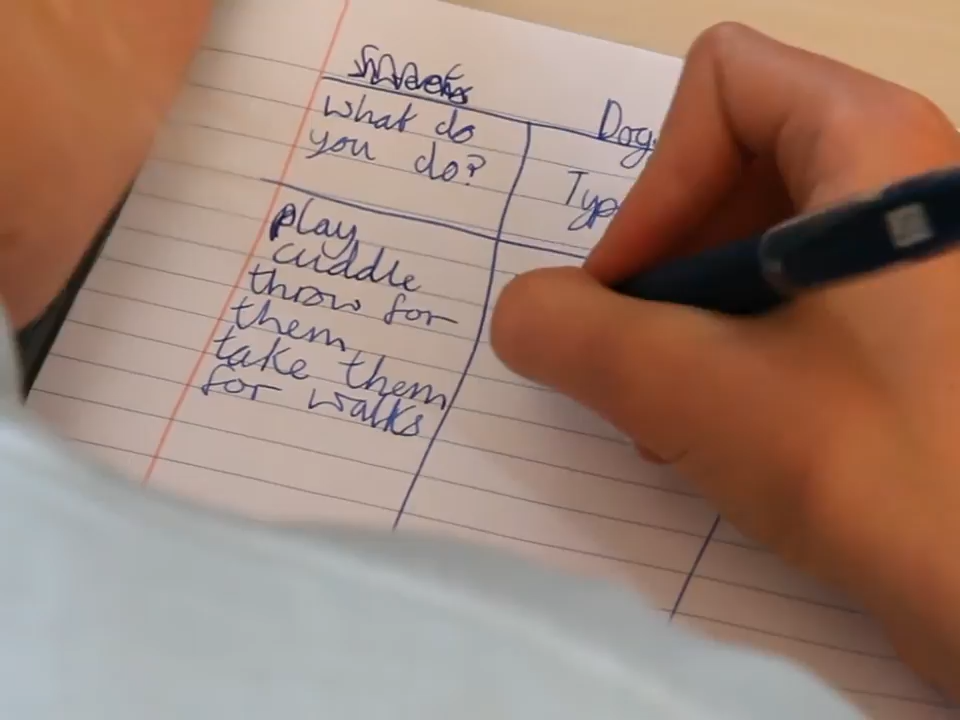 Dog
What do
you do?
Typ
play
cuddle
throw for
them
take them
for walks